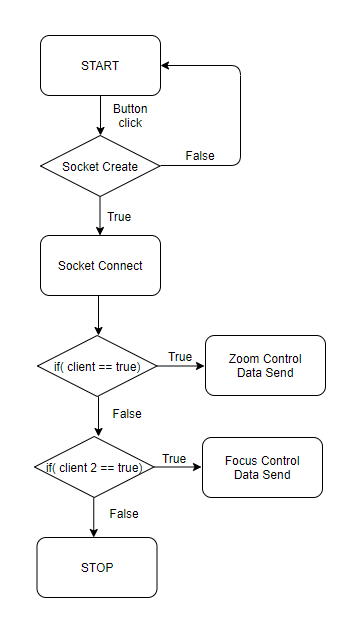 START
Button
click
Socket Create
False
True
Socket Connect
if( client == true)
True
Zoom Control
Data Send
False
if( client 2 == true)
True
Focus Control
Data Send
False
STOP